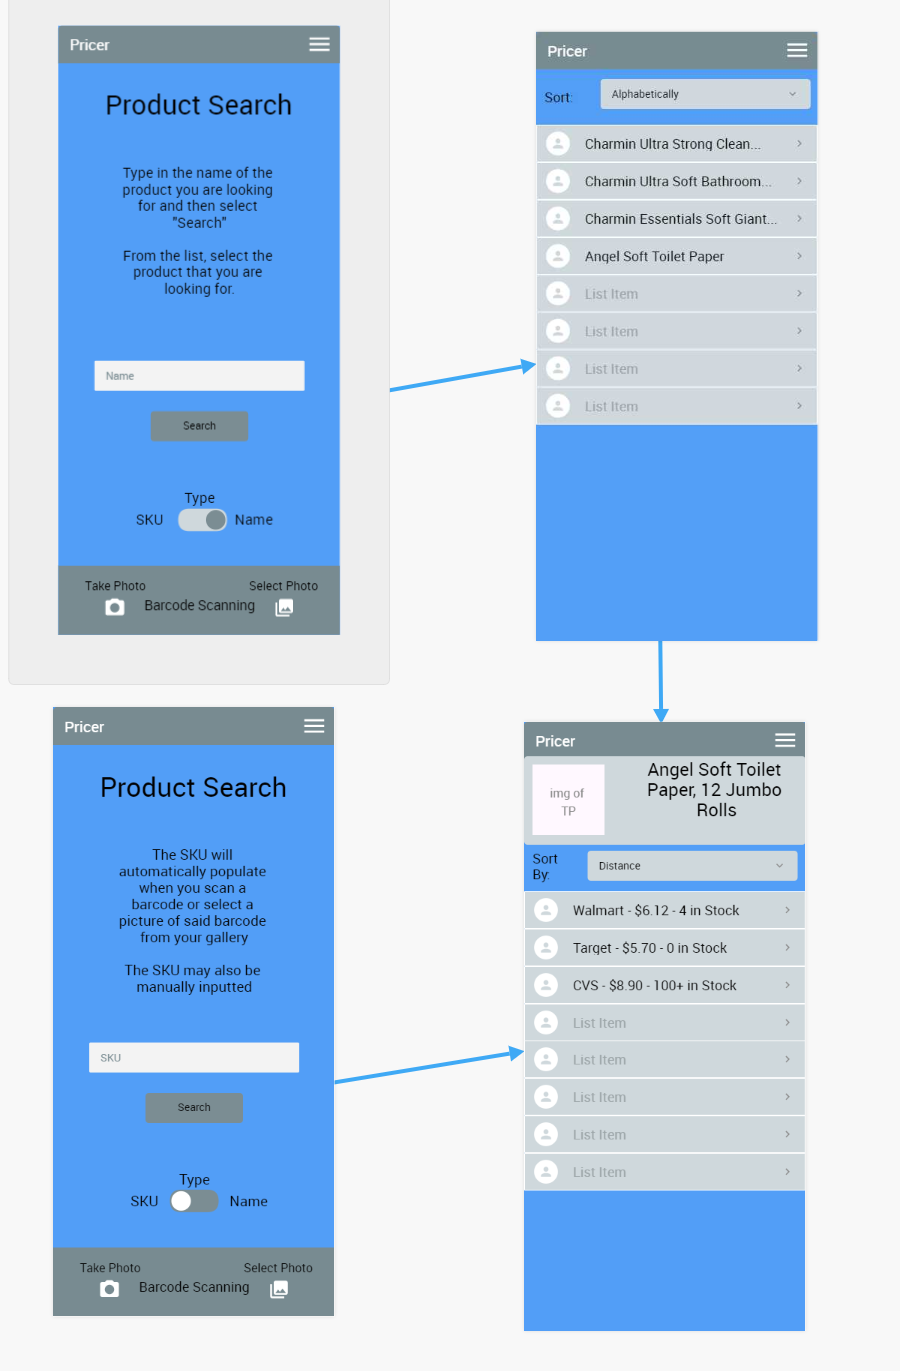 Pricer
Product Search
Type in the name of the
product you are looking
for and then select
"Search"
From the list, select the
product that you are
looking for.
Name
Search
Type
SKU
Name
Take Photo
Select Photo
Barcode Scanning
Pricer
Sort:
Alphabetically
Charmin Ultra Strong Clean...
Charmin Ultra Soft Bathroom...
Charmin Essentials Soft Giant...
Angel Soft Toilet Paper
List Item
List Item
List Item
List Item
Pricer
Product Search
The SKU will
automatically populate
when you scan a
barcode or select a
picture of said barcode
from your gallery
The SKU may also be
manually inputted
SKU
Search
Type
SKU
Name
Take Photo
Select Photo
Barcode Scanning
Pricer
img of
TP
Angel Soft Toilet
Paper, 12 Jumbo
Rolls
Sort
By:
Distance
Walmart - $6.12 - 4 in Stock
Target - $5.70 - 0 in Stock
CVS - $8.90 - 100+ in Stock
List Item
List Item
List Item
List Item
List Item